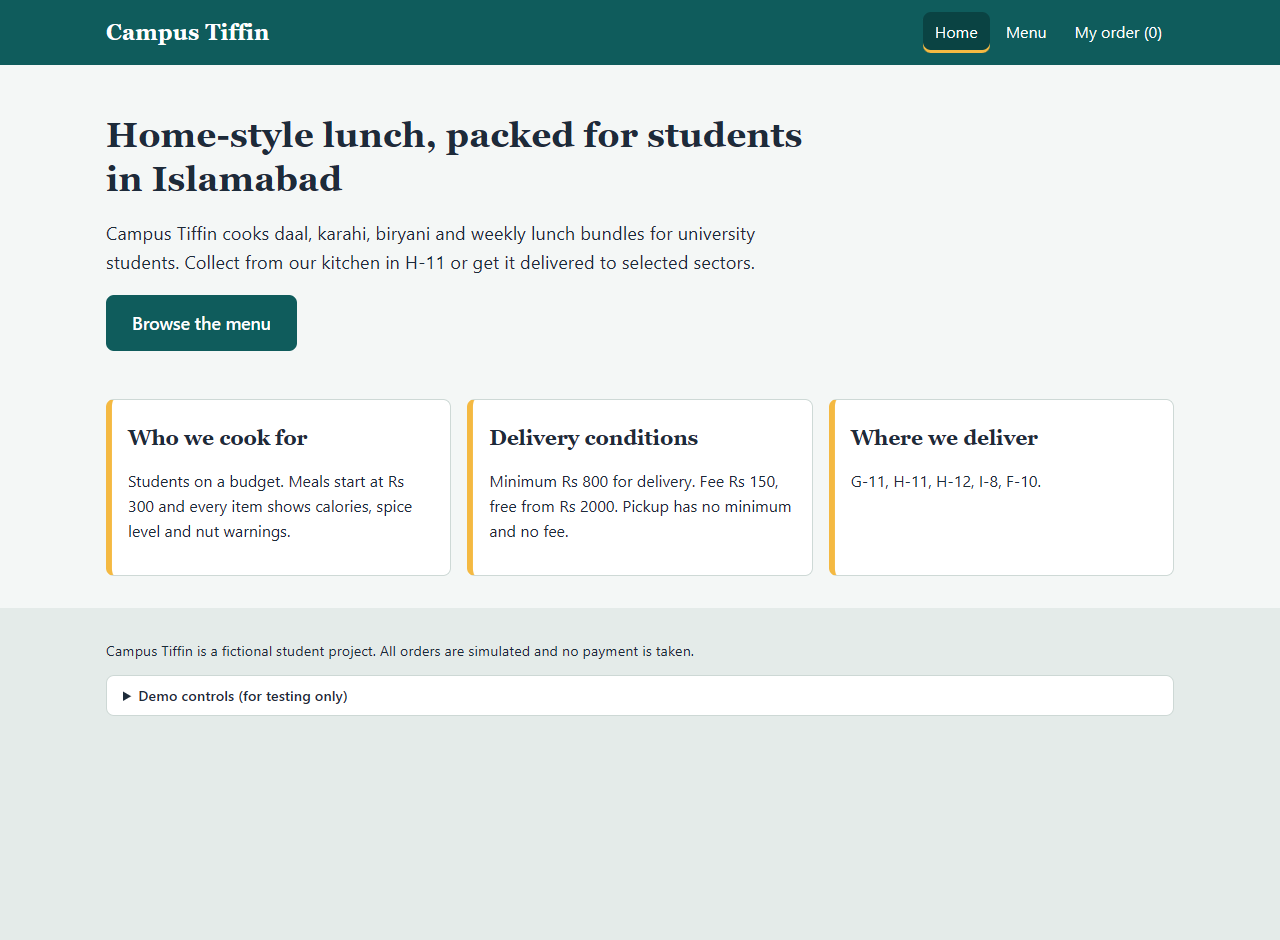 Campus Tiffin
Home
Menu
My order (0)
Home-style lunch, packed for students
in Islamabad
Campus Tiffin cooks daal, karahi, biryani and weekly lunch bundles for university
students. Collect from our kitchen in H-11 or get it delivered to selected sectors.
Browse the menu
Who we cook for
Students on a budget. Meals start at Rs
300 and every item shows calories, spice
level and nut warnings.
Delivery conditions
Minimum Rs 800 for delivery. Fee Rs 150,
free from Rs 2000. Pickup has no minimum
and no fee.
Where we deliver
G-11, H-11, H-12, I-8, F-10.
Campus Tiffin is a fictional student project. All orders are simulated and no payment is taken.
Demo controls (for testing only)